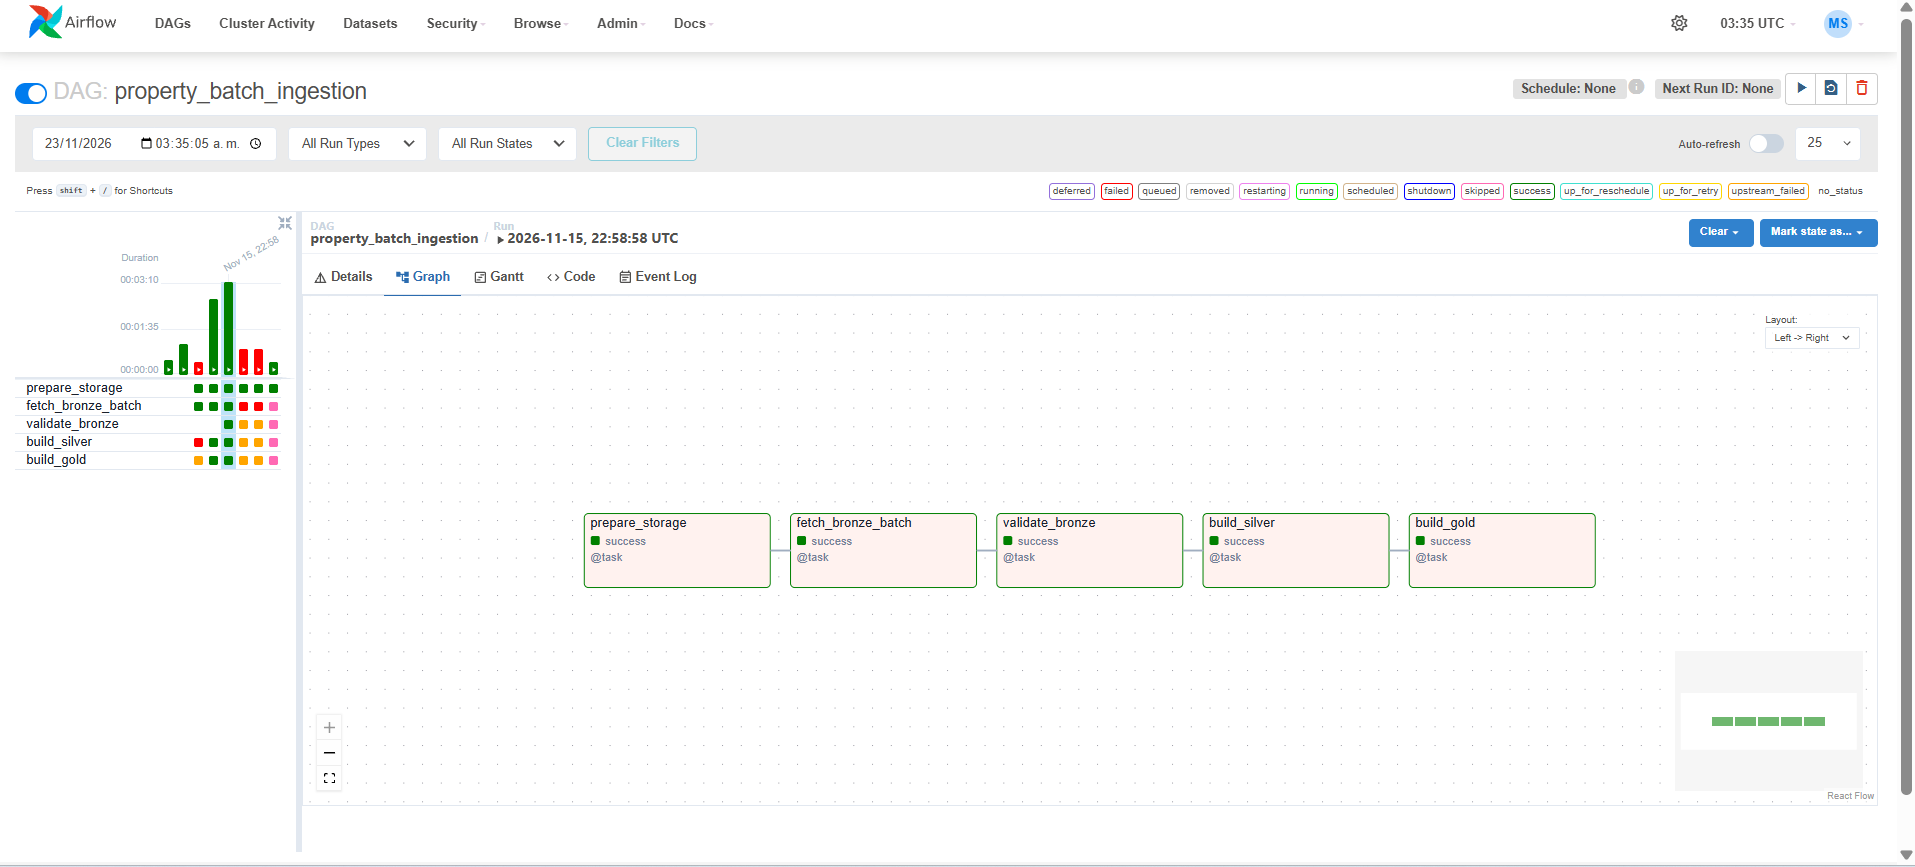 Airflow DAGs Cluster Activity Datasets Security Browse Admin Docs 03:35 UTC MS
DAG: property_batch_ingestion Schedule: None i Next Run ID: None
23/11/2026 03:35:05 a. m. All Run Types All Run States Clear Filters Auto-refresh 25
Press shift + / for Shortcuts deferred failed queued removed restarting running scheduled shutdown skipped success up_for_reschedule up_for_retry upstream_failed no_status
Nov 15, 22:58
Duration
00:03:10
00:01:35
00:00:00
prepare_storage
fetch_bronze_batch
validate_bronze
build_silver
build_gold
DAG Run
property_batch_ingestion / 2026-11-15, 22:58:58 UTC Clear Mark state as...
Details Graph Gantt Code Event Log
Layout:
Left -> Right
prepare_storage
success
@task
fetch_bronze_batch
success
@task
validate_bronze
success
@task
build_silver
success
@task
build_gold
success
@task
React Flow